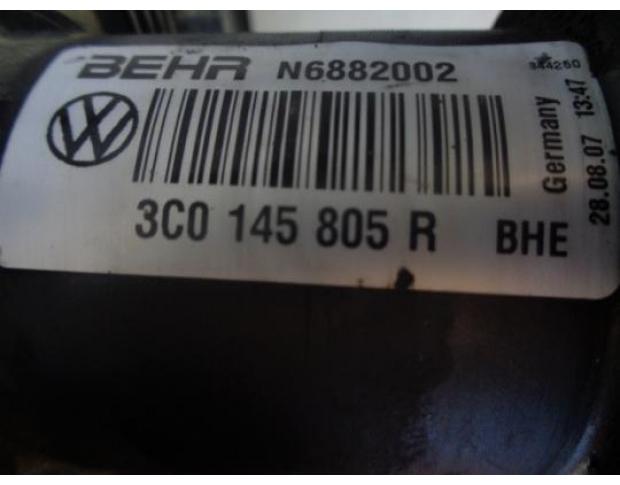 BEHR N6882002
344250
3C0 145 805 R BHE
Germany
28.08.07 13:47